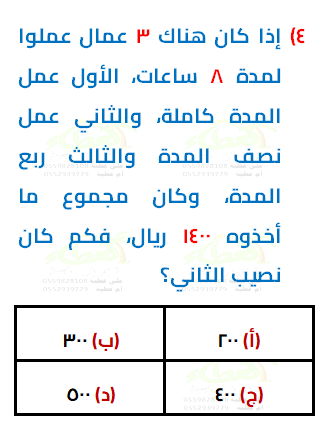 ٤) إذا كان هناك ٣ عمال عملوا
لمدة ٨ ساعات، الأول عمل
المدة كاملة، والثاني عمل
نصف المدة والثالث ربع
المدة، وكان مجموع ما
أخذوه ١٤٠٠ ريال، فكم كان
نصيب الثاني؟
(أ) ٢٠٠
(ب) ٣٠٠
(ج) ٤٠٠
(د) ٥٠٠